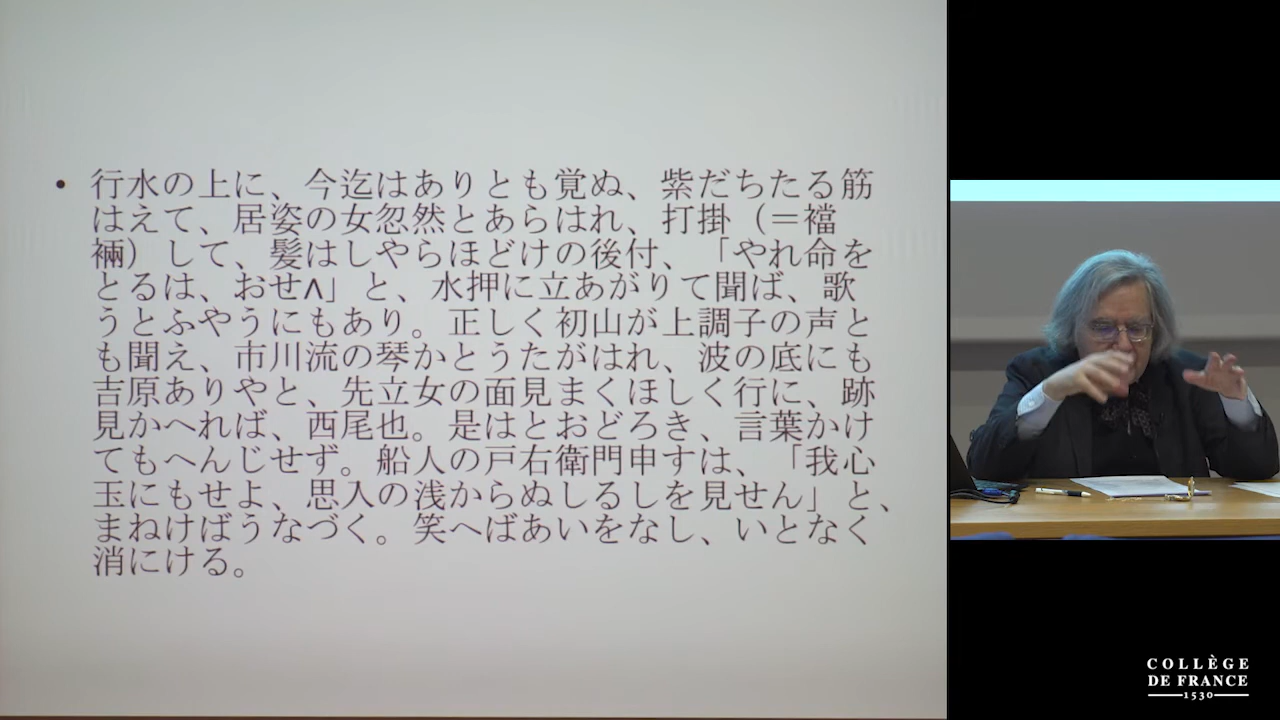 • 行水の上に、今迄はありとも覚ぬ、紫だちたる筋
はえて、居姿の女忽然とあらはれ、打掛（＝襠
裲）して、髪はしやらほどけの後付、「やれ命を
とるは、おせ∧」と、水押に立あがりて聞ば、歌
うとふやうにもあり。正しく初山が上調子の声と
も聞え、市川流の琴かとうたがはれ、波の底にも
吉原ありやと、先立女の面見まくほしく行に、跡
見かへれば、西尾也。是はとおどろき、言葉かけ
てもへんじせず。船人の戸右衛門申すは、「我心
玉にもせよ、思入の浅からぬしるしを見せん」と、
まねけばうなづく。笑へばあいをなし、いとなく
消にける。
COLLÈGE
DE FRANCE
1530